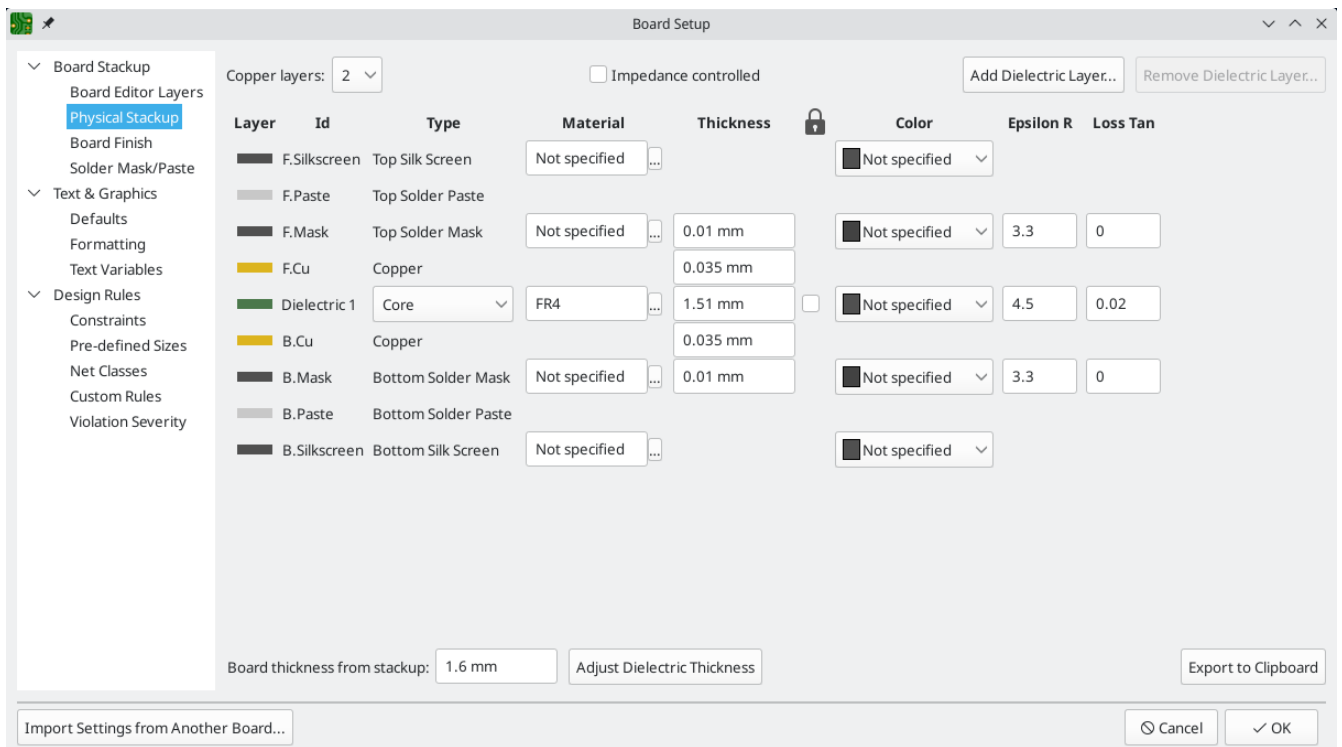 Board Setup
Board Stackup
Board Editor Layers
Physical Stackup
Board Finish
Solder Mask/Paste
Text & Graphics
Defaults
Formatting
Text Variables
Design Rules
Constraints
Pre-defined Sizes
Net Classes
Custom Rules
Violation Severity
Copper layers: 2 Impedance controlled Add Dielectric Layer... Remove Dielectric Layer...
Layer Id Type Material Thickness Color Epsilon R Loss Tan
F.Silkscreen Top Silk Screen Not specified ... Not specified
F.Paste Top Solder Paste
F.Mask Top Solder Mask Not specified ... 0.01 mm Not specified 3.3 0
F.Cu Copper 0.035 mm
Dielectric 1 Core FR4 ... 1.51 mm Not specified 4.5 0.02
B.Cu Copper 0.035 mm
B.Mask Bottom Solder Mask Not specified ... 0.01 mm Not specified 3.3 0
B.Paste Bottom Solder Paste
B.Silkscreen Bottom Silk Screen Not specified ... Not specified
Board thickness from stackup: 1.6 mm Adjust Dielectric Thickness Export to Clipboard
Import Settings from Another Board... Cancel OK